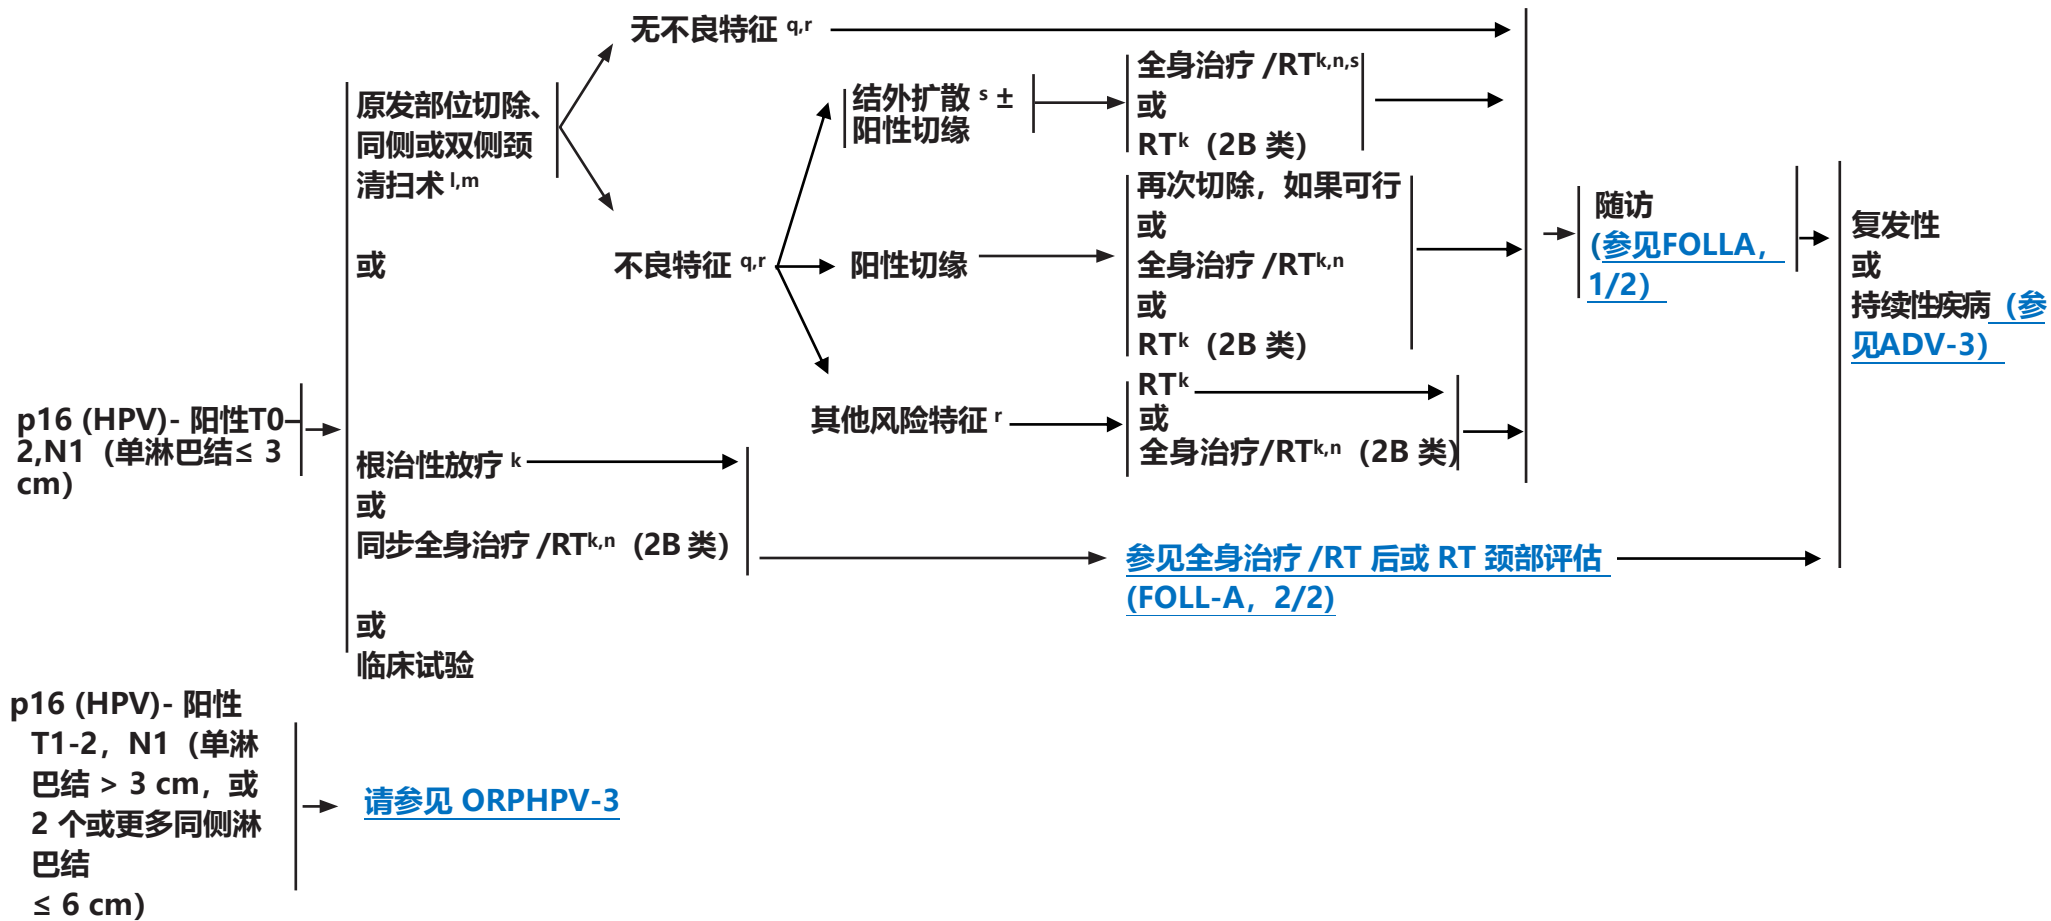 无不良特征 q,r
原发部位切除、
同侧或双侧颈
清扫术 l,m
或
不良特征 q,r
结外扩散 s ±
阳性切缘
阳性切缘
其他风险特征 r
全身治疗 /RTk,n,s
或
RTk（2B 类）
再次切除，如果可行
或
全身治疗 /RTk,n
或
RTk（2B 类）
RTk
或
全身治疗/RTk,n（2B 类）
随访
(参见FOLLA，
1/2）
复发性
或
持续性疾病（参
见ADV-3）
p16 (HPV)- 阳性T0–
2,N1（单淋巴结≤ 3
cm）
根治性放疗 k
或
同步全身治疗 /RTk,n（2B 类）
或
临床试验
参见全身治疗 /RT 后或 RT 颈部评估
(FOLL-A，2/2)
p16 (HPV)- 阳性
T1-2，N1（单淋
巴结 > 3 cm，或
2 个或更多同侧淋
巴结
≤ 6 cm）
请参见 ORPHPV-3